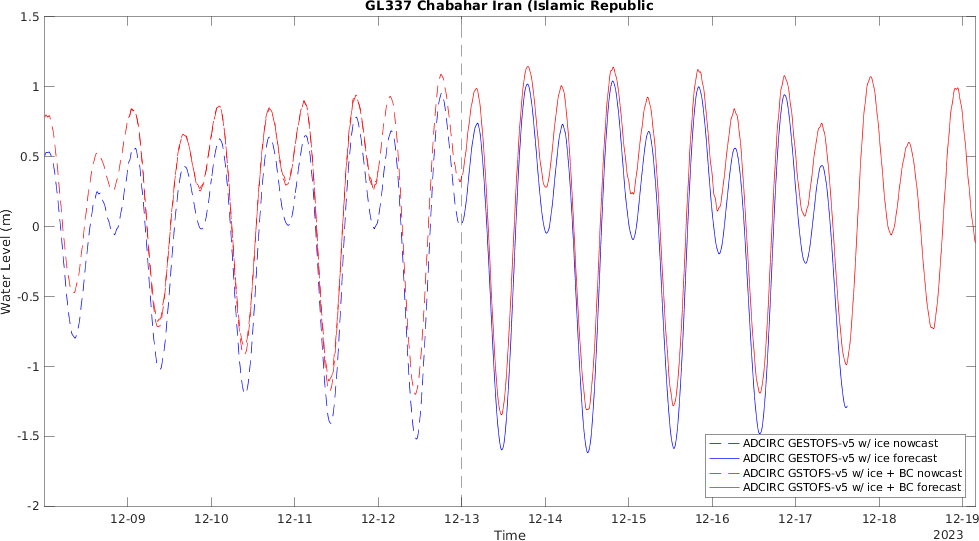 GL337 Chabahar Iran (Islamic Republic
1.5
1
0.5
0
-0.5
-1
-1.5
-2
Water Level (m)
12-09
12-10
12-11
12-12
12-13
12-14
12-15
12-16
12-17
12-18
12-19
2023
Time
ADCIRC GESTOFS-v5 w/ ice nowcast
ADCIRC GESTOFS-v5 w/ ice forecast
ADCIRC GSTOFS-v5 w/ ice + BC nowcast
ADCIRC GSTOFS-v5 w/ ice + BC forecast